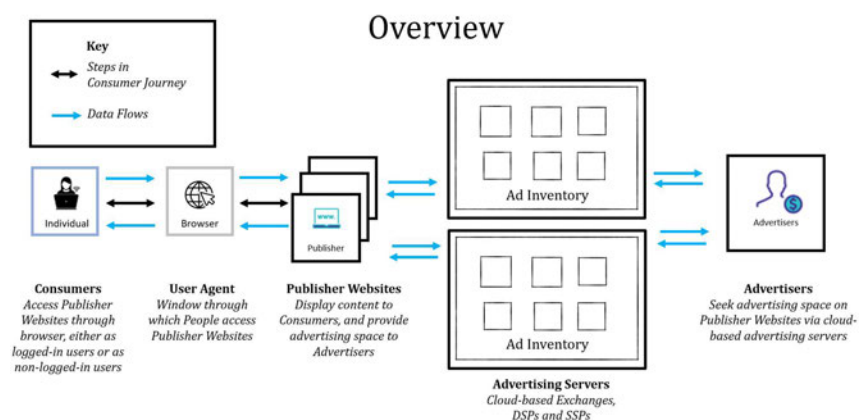 Overview
Key
Steps in
Consumer Journey
Data Flows
Individual
Browser
www.
Publisher
Ad Inventory
Ad Inventory
$
Advertisers
Consumers
Access Publisher
Websites through
browser, either as
logged-in users or as
non-logged-in users
User Agent
Window through
which People access
Publisher Websites
Publisher Websites
Display content to
Consumers, and provide
advertising space to
Advertisers
Advertising Servers
Cloud-based Exchanges,
DSPs and SSPs
Advertisers
Seek advertising space on
Publisher Websites via cloud-
based advertising servers